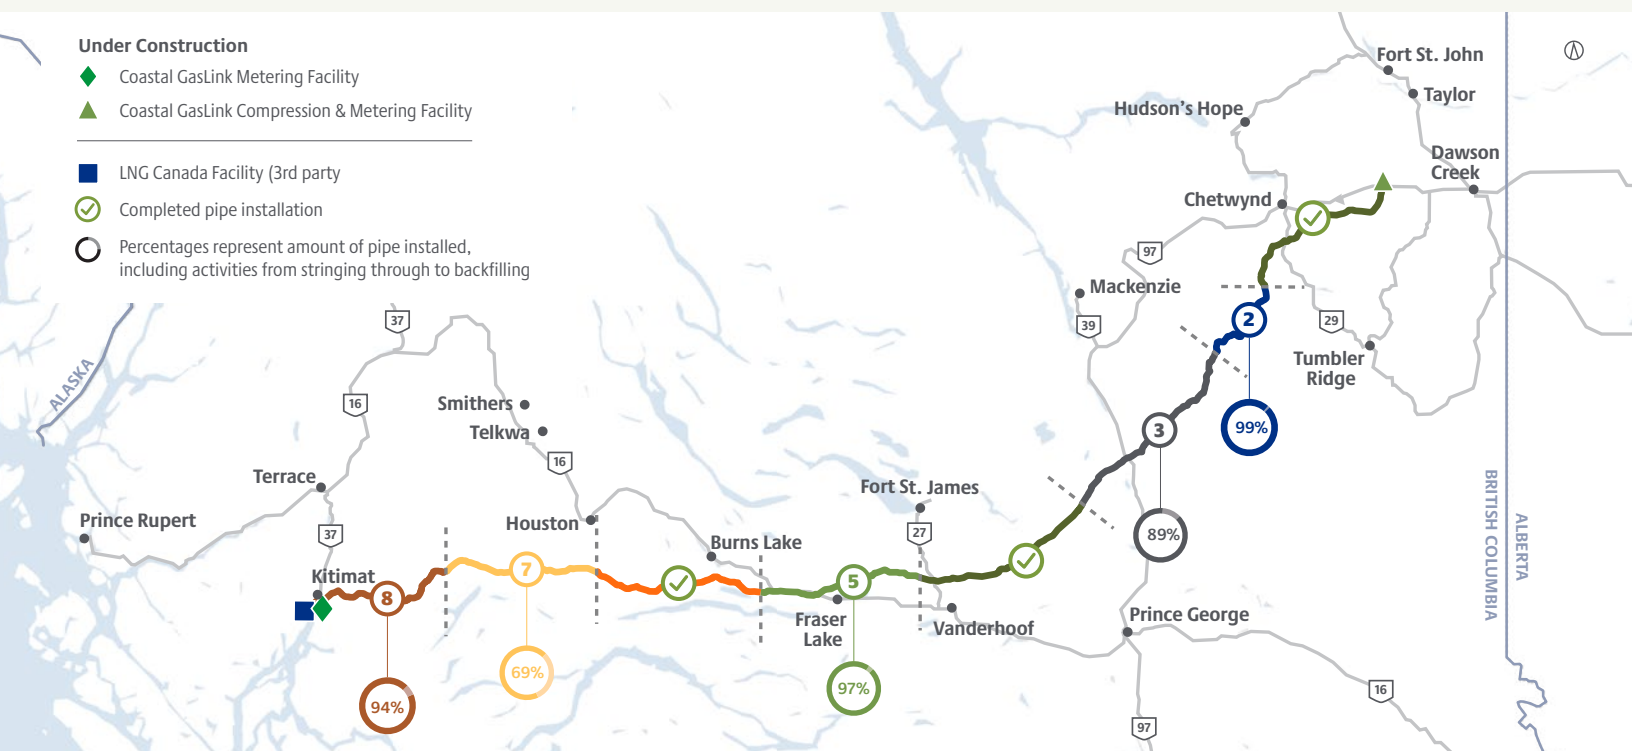 Under Construction
Coastal GasLink Metering Facility
Coastal GasLink Compression & Metering Facility
LNG Canada Facility (3rd party
Completed pipe installation
Percentages represent amount of pipe installed,
including activities from stringing through to backfilling
Fort St. John
Taylor
Hudson's Hope
Dawson
Creek
Chetwynd
97
Mackenzie
39
2
29
Tumbler
Ridge
37
ALASKA
16
Smithers
Telkwa
16
3
99%
Terrace
Prince Rupert
37
Houston
Fort St. James
27
89%
BRITISH COLUMBIA
ALBERTA
Burns Lake
Kitimat
8
7
5
Fraser
Lake
Vanderhoof
Prince George
94%
69%
97%
16
97